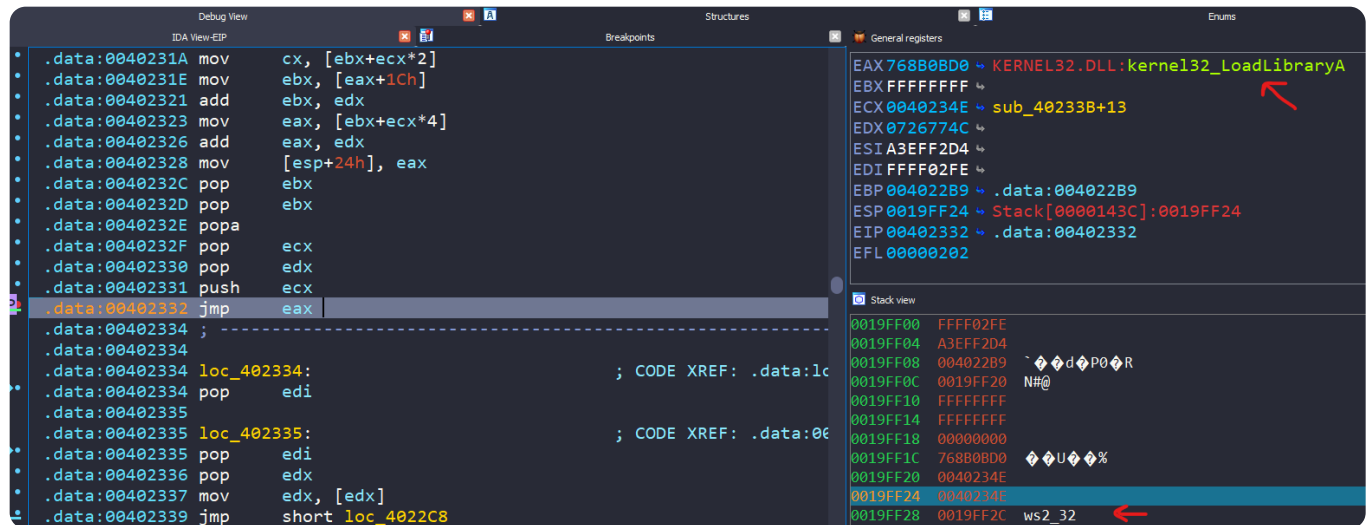 Debug View
Structures
Enums
IDA View-EIP
Breakpoints
General registers
.data:0040231A mov cx, [ebx+ecx*2]
.data:0040231E mov ebx, [eax+1Ch]
.data:00402321 add ebx, edx
.data:00402323 mov eax, [ebx+ecx*4]
.data:00402326 add eax, edx
.data:00402328 mov [esp+24h], eax
.data:0040232C pop ebx
.data:0040232D pop ebx
.data:0040232E popa
.data:0040232F pop ecx
.data:00402330 pop edx
.data:00402331 push ecx
.data:00402332 jmp eax
.data:00402334 ; ------------------------------------------------------------
.data:00402334
.data:00402334 loc_402334: ; CODE XREF: .data:lo
.data:00402334 pop edi
.data:00402335
.data:00402335 loc_402335: ; CODE XREF: .data:00
.data:00402335 pop edi
.data:00402336 pop edx
.data:00402337 mov edx, [edx]
.data:00402339 jmp short loc_4022C8
EAX 768B0BD0 KERNEL32.DLL:kernel32_LoadLibraryA
EBX FFFFFFFF
ECX 0040234E sub_40233B+13
EDX 0726774C
ESI A3EFF2D4
EDI FFFF02FE
EBP 004022B9 .data:004022B9
ESP 0019FF24 Stack[0000143C]:0019FF24
EIP 00402332 .data:00402332
EFL 00000202
Stack view
0019FF00 FFFF02FE
0019FF04 A3EFF2D4
0019FF08 004022B9 `��d�P0�R
0019FF0C 0019FF20 N#@
0019FF10 FFFFFFFF
0019FF14 FFFFFFFF
0019FF18 00000000
0019FF1C 768B0BD0 ��U��%
0019FF20 0040234E
0019FF24 0040234E
0019FF28 0019FF2C ws2_32